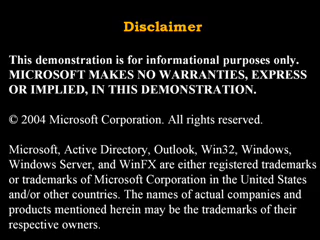 Disclaimer
This demonstration is for informational purposes only.
MICROSOFT MAKES NO WARRANTIES, EXPRESS
OR IMPLIED, IN THIS DEMONSTRATION.
© 2004 Microsoft Corporation. All rights reserved.
Microsoft, Active Directory, Outlook, Win32, Windows,
Windows Server, and WinFX are either registered trademarks
or trademarks of Microsoft Corporation in the United States
and/or other countries. The names of actual companies and
products mentioned herein may be the trademarks of their
respective owners.